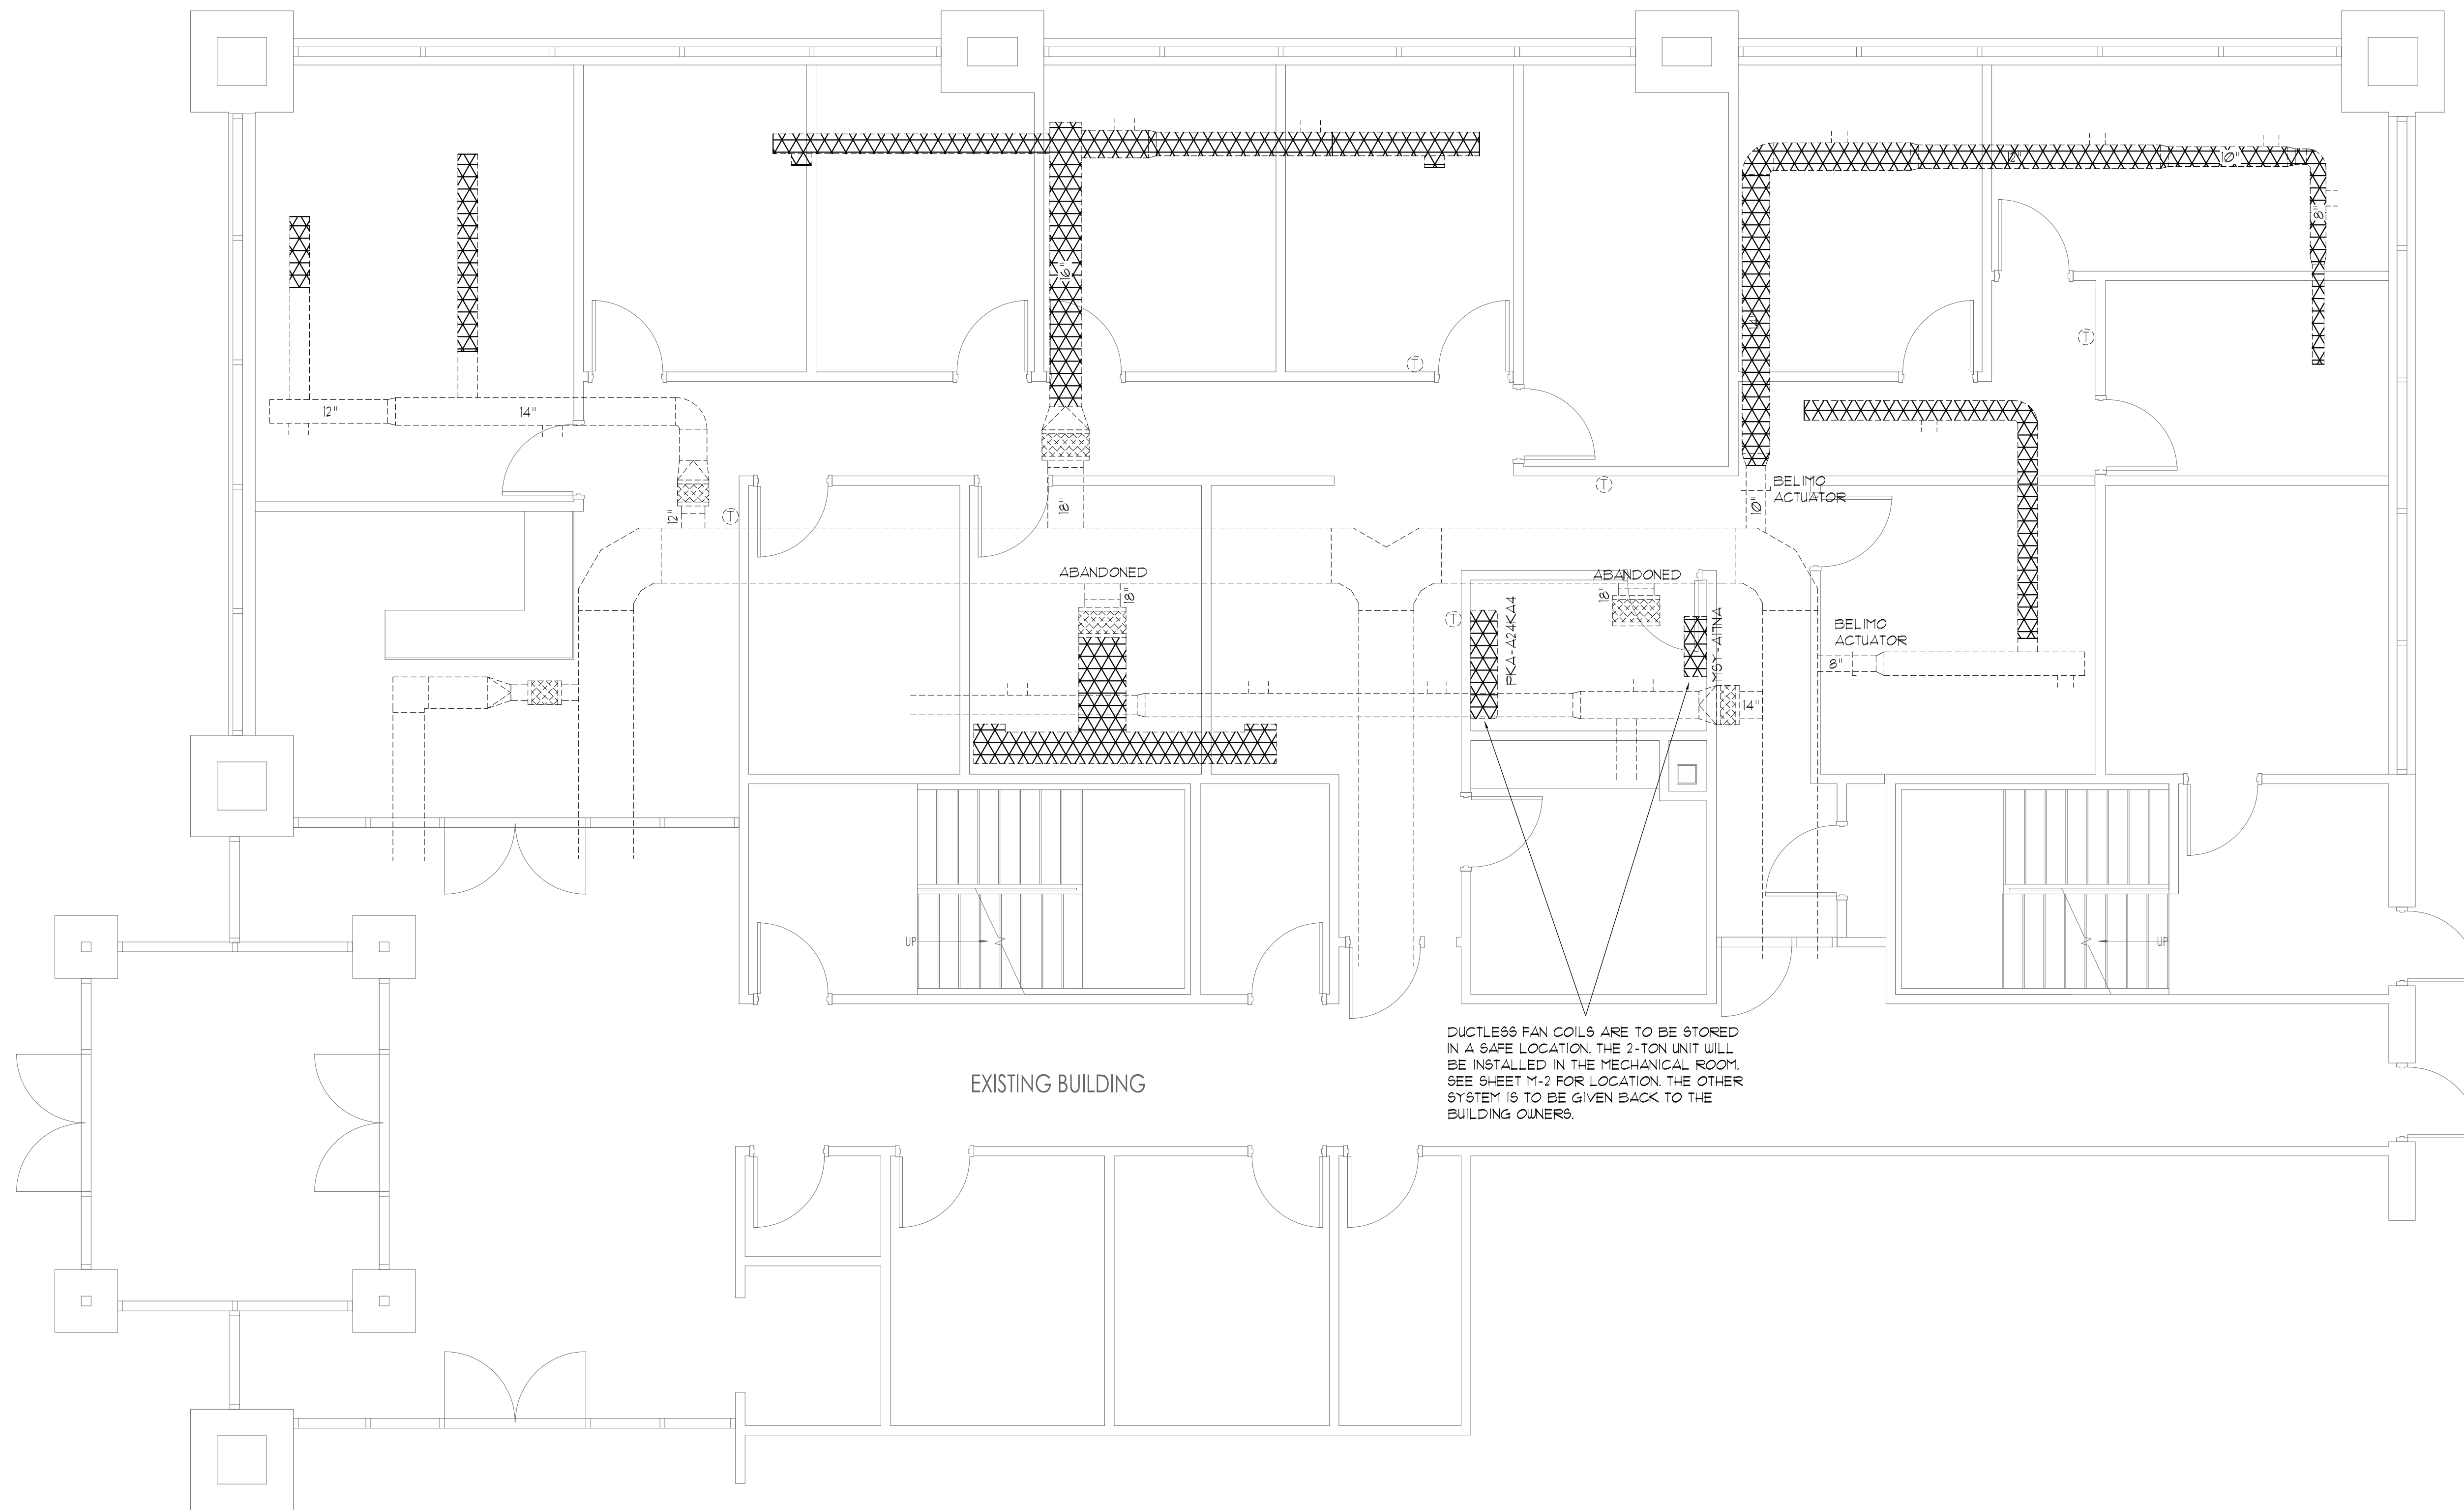 12"
10"
8"
16"
14"
T
T
12"
14"
T
BELIMO
ACTUATOR
10"
12"
T
18"
ABANDONED
18"
ABANDONED
18"
T
PKA-A24KA4
BELIMO
ACTUATOR
8"
14"
UP
UP
DUCTLESS FAN COILS ARE TO BE STORED
IN A SAFE LOCATION. THE 2-TON UNIT WILL
BE INSTALLED IN THE MECHANICAL ROOM.
SEE SHEET M-2 FOR LOCATION. THE OTHER
SYSTEM IS TO BE GIVEN BACK TO THE
BUILDING OWNERS.
EXISTING BUILDING